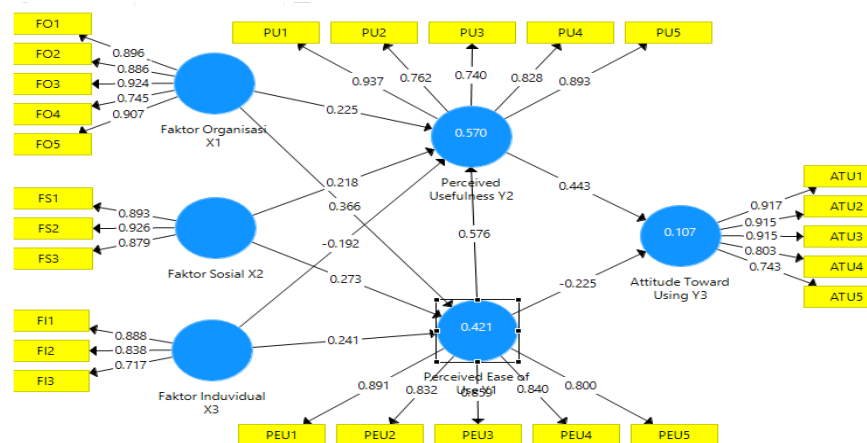 FO1
FO2
FO3
FO4
FO5
0.896
0.886
0.924
0.745
0.907
Faktor Organisasi
X1
PU1
PU2
PU3
PU4
PU5
0.937
0.762
0.740
0.828
0.893
0.570
Perceived
Usefulness Y2
0.225
0.218
0.366
-0.192
0.576
0.273
0.241
0.443
-0.225
FS1
FS2
FS3
0.893
0.926
0.879
Faktor Sosial X2
FI1
FI2
FI3
0.888
0.838
0.717
Faktor Induvidual
X3
0.421
Perceived Ease of
Use Y1
0.891
0.832
0.853
0.840
0.800
PEU1
PEU2
PEU3
PEU4
PEU5
0.107
Attitude Toward
Using Y3
0.917
0.915
0.915
0.803
0.743
ATU1
ATU2
ATU3
ATU4
ATU5